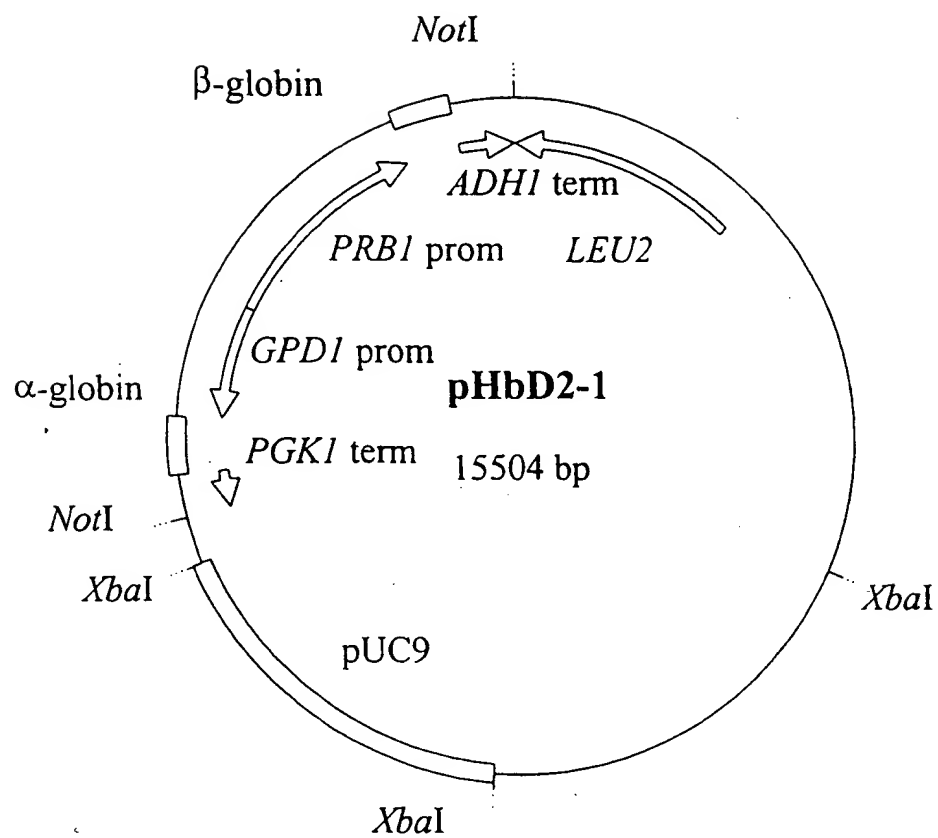 NotI
β-globin
ADH1 term
PRB1 prom
LEU2
GPD1 prom
α-globin
pHbD2-1
PGK1 term
15504 bp
NotI
XbaI
XbaI
pUC9
XbaI